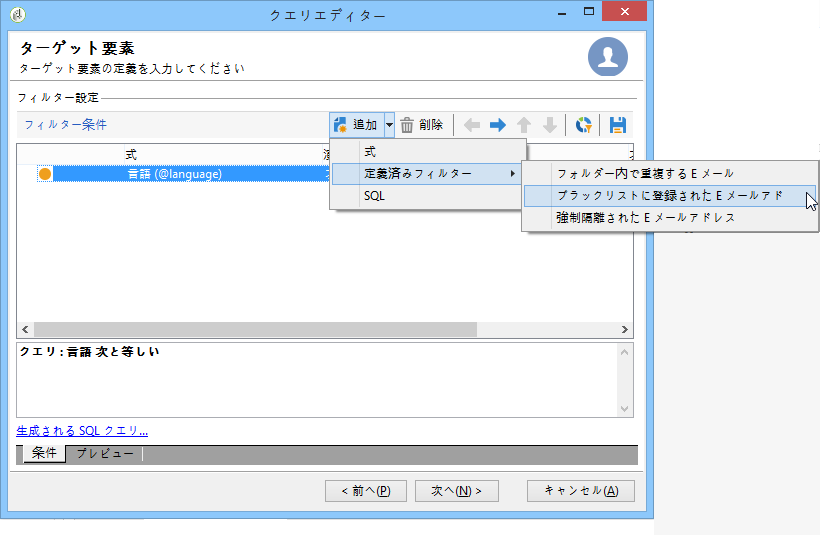 クエリエディター
ターゲット要素
ターゲット要素の定義を入力してください
フィルター設定
フィルター条件
追加
削除
式
言語 (@language)
式
定義済みフィルター
SQL
フォルダー内で重複する E メール
ブラックリストに登録された E メールアド
強制隔離された E メールアドレス
クエリ : 言語 次と等しい
生成される SQL クエリ...
条件
プレビュー
< 前へ(P)
次へ(N) >
キャンセル(A)